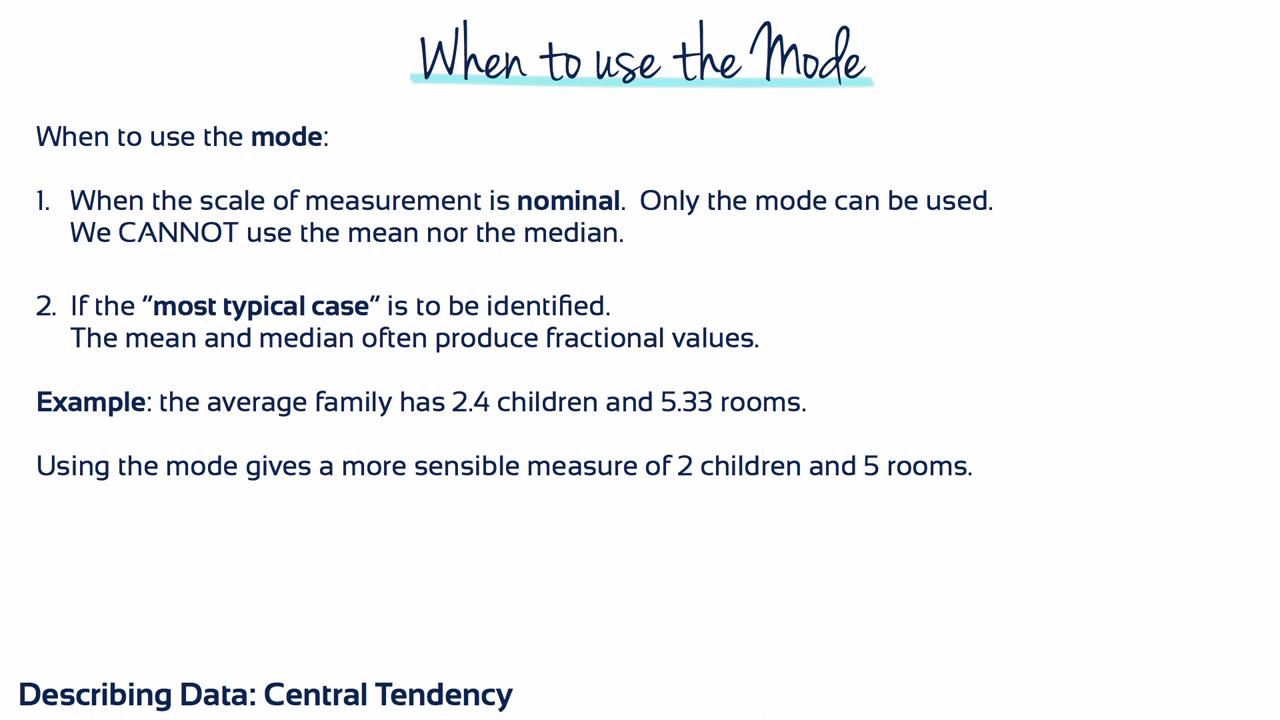 When to use the Mode
When to use the mode:
1. When the scale of measurement is nominal. Only the mode can be used.
We CANNOT use the mean nor the median.
2. If the “most typical case” is to be identified.
The mean and median often produce fractional values.
Example: the average family has 2.4 children and 5.33 rooms.
Using the mode gives a more sensible measure of 2 children and 5 rooms.
Describing Data: Central Tendency